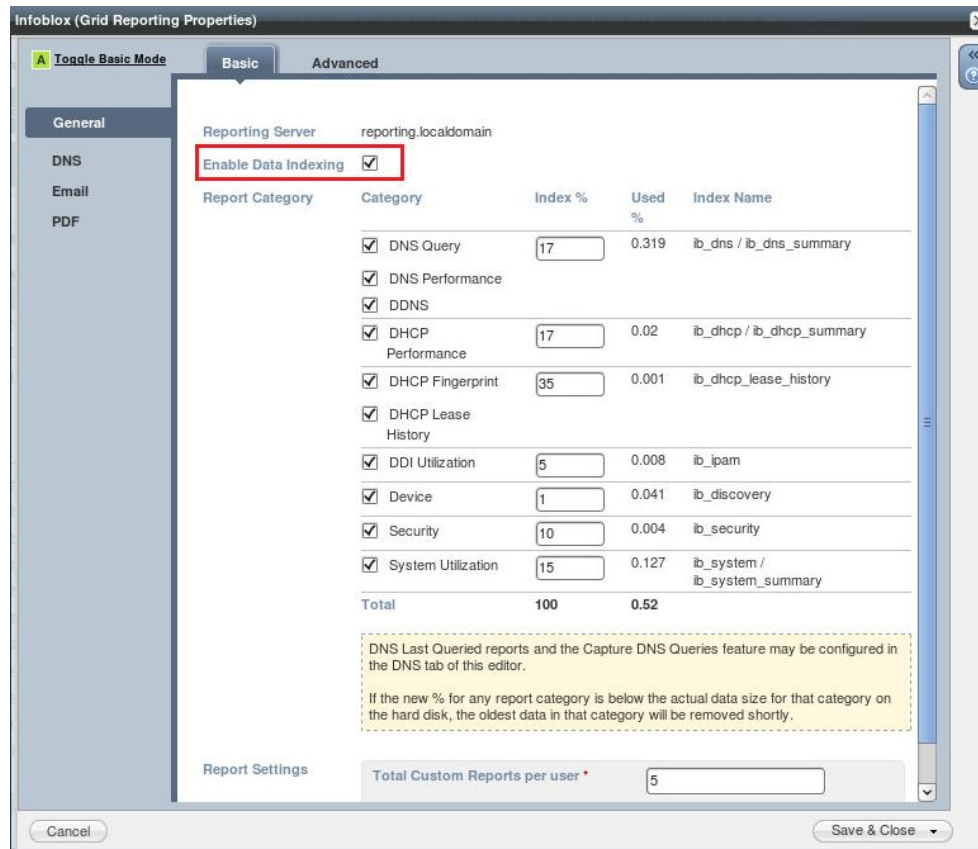 Infoblox (Grid Reporting Properties)
A Toggle Basic Mode
Basic Advanced
General
DNS
Email
PDF
Reporting Server reporting.localdomain
Enable Data Indexing
Report Category Category Index % Used % Index Name
DNS Query 17 0.319 ib_dns / ib_dns_summary
DNS Performance
DDNS
DHCP Performance 17 0.02 ib_dhcp / ib_dhcp_summary
DHCP Fingerprint 35 0.001 ib_dhcp_lease_history
DHCP Lease History
DDI Utilization 5 0.008 ib_ipam
Device 1 0.041 ib_discovery
Security 10 0.004 ib_security
System Utilization 15 0.127 ib_system / ib_system_summary
Total 100 0.52
DNS Last Queried reports and the Capture DNS Queries feature may be configured in
the DNS tab of this editor.
If the new % for any report category is below the actual data size for that category on
the hard disk, the oldest data in that category will be removed shortly.
Report Settings Total Custom Reports per user * 5
Cancel Save & Close